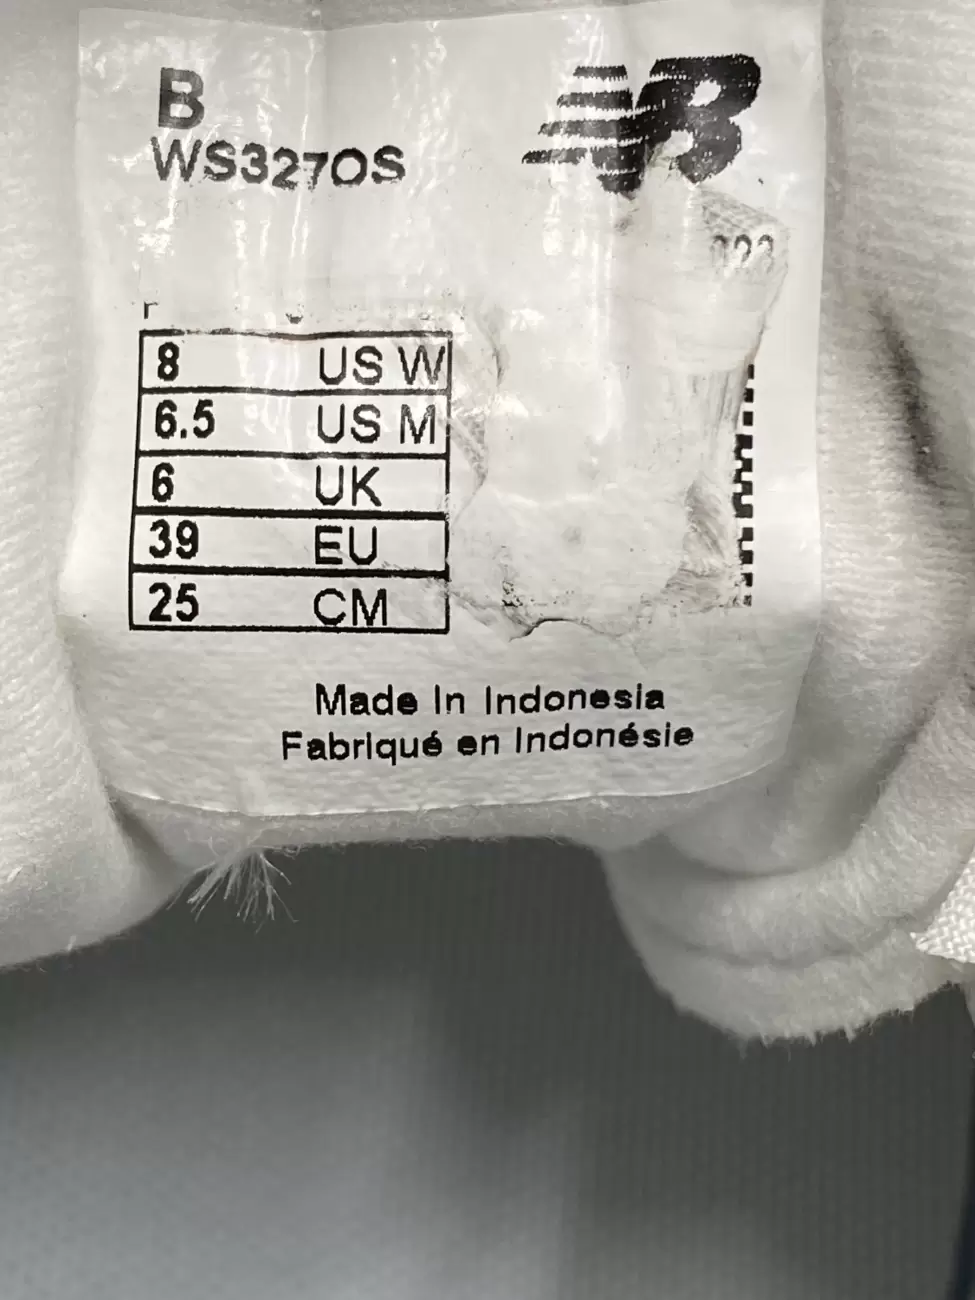 B
WS327OS
8 US W
6.5 US M
6 UK
39 EU
25 CM
Made In Indonesia
Fabriqué en Indonésie